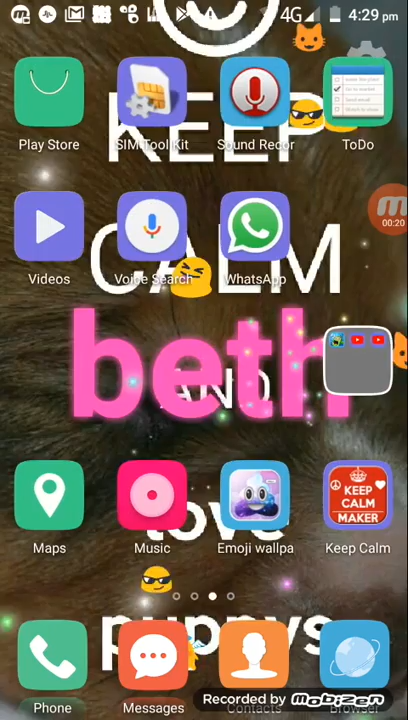 4G 4:29 pm
KEEP
Play Store SIM Tool Kit Sound Recor ToDo
00:20
CALM
Videos Voice Search WhatsApp
beth
AND
KEEP
CALM
MAKER
love
Maps Music Emoji wallpa Keep Calm
puppys
Phone Messages Contacts Browser
Recorded by Mobizen